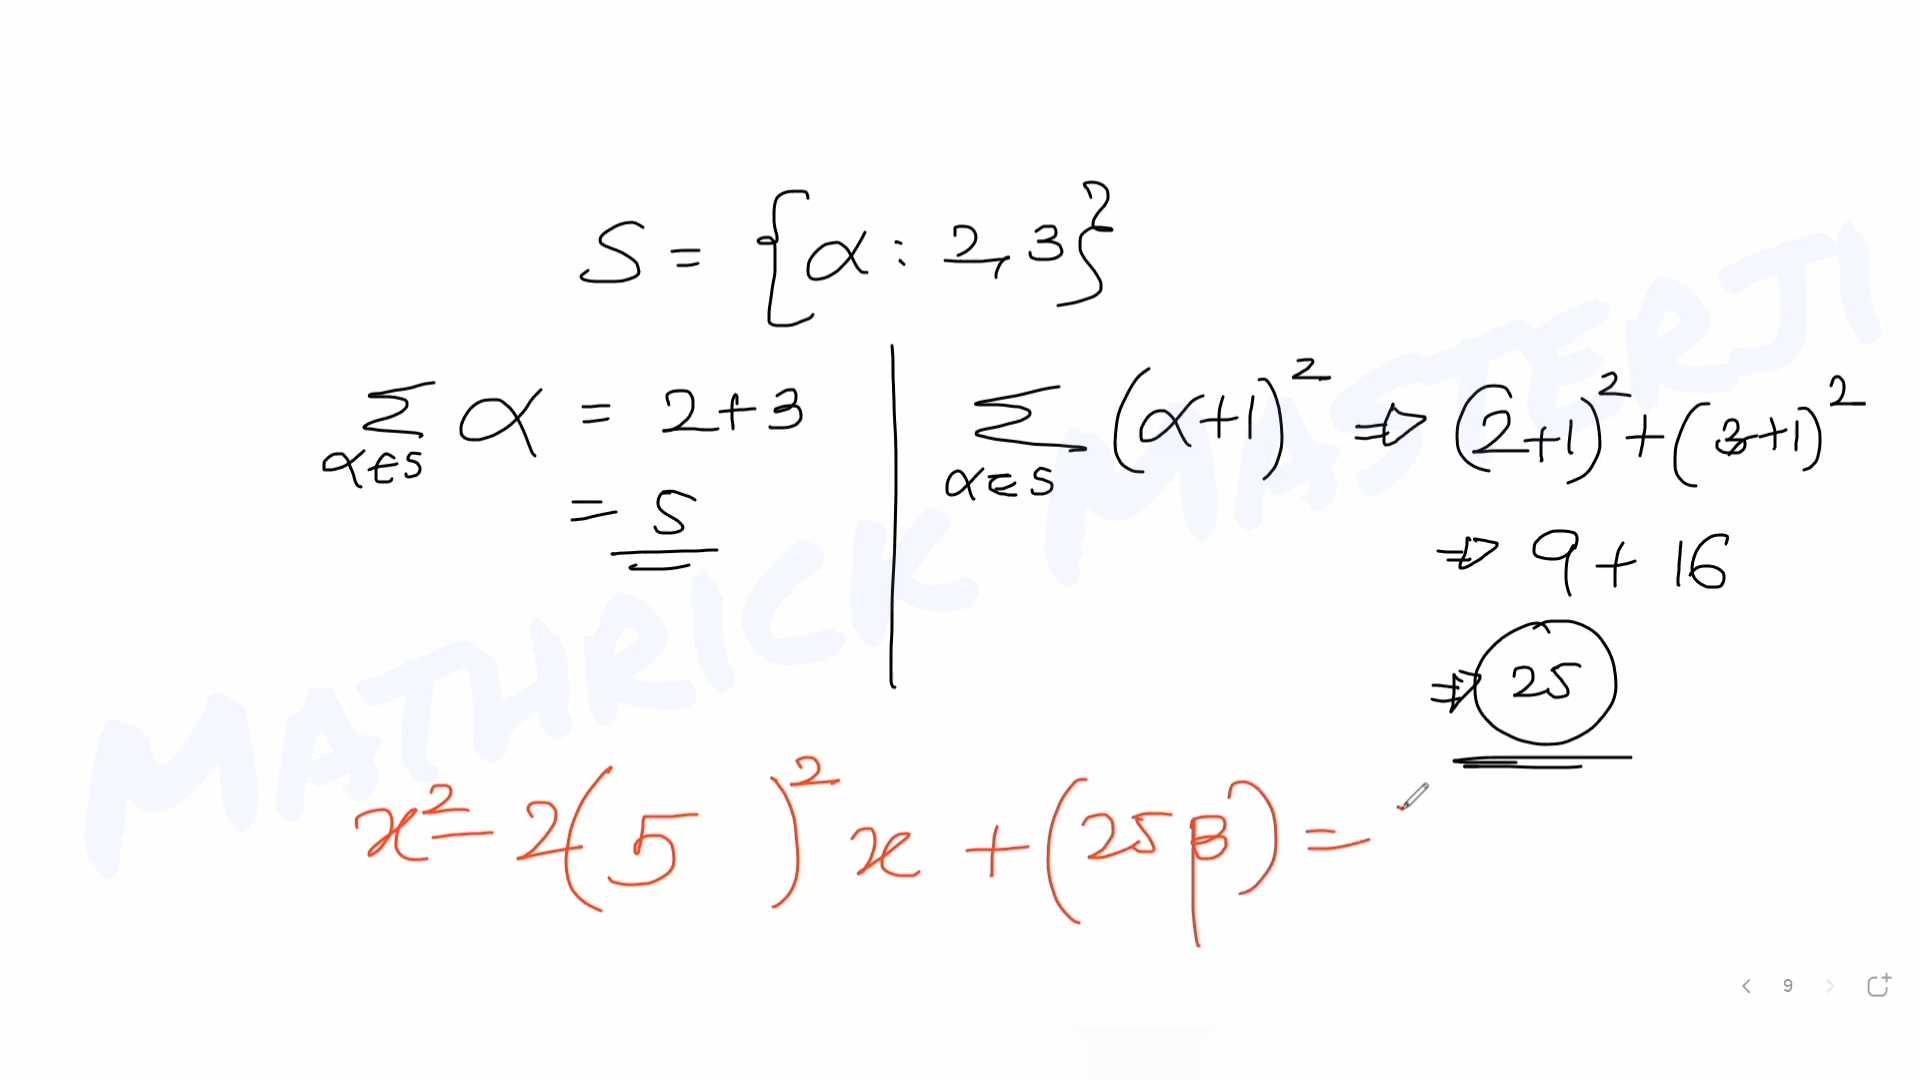 S = {α : 2, 3}
∑ α = 2+3
α∈S
= 5
∑ (α+1)² ⇒ (2+1)² + (3+1)²
α∈S
⇒ 9 + 16
⇒ 25
x² - 2(5)² x + (25β) =
MATHRICK MASTERJI
9